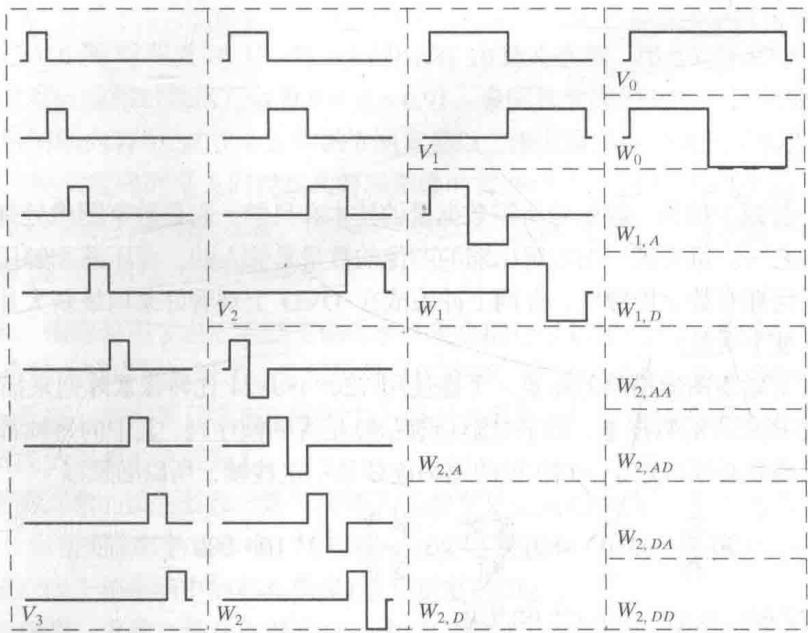 V_0
V_1
W_0
W_{1, A}
V_2
W_1
W_{1, D}
W_{2, AA}
W_{2, A}
W_{2, AD}
W_{2, DA}
V_3
W_2
W_{2, D}
W_{2, DD}